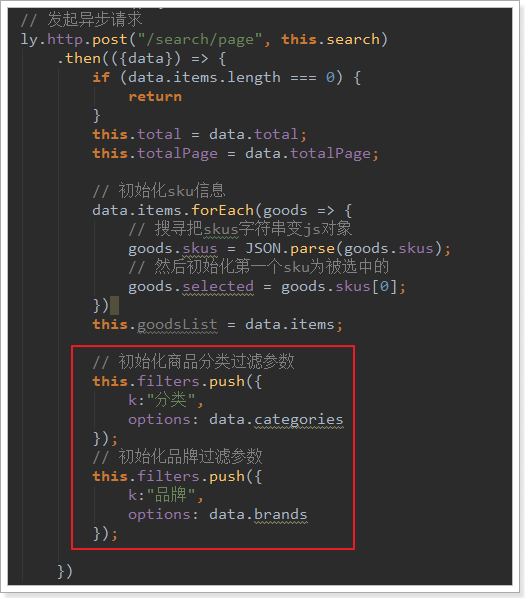 // 发起异步请求
ly.http.post("/search/page", this.search)
    .then(({data}) => {
        if (data.items.length === 0) {
            return
        }
        this.total = data.total;
        this.totalPage = data.totalPage;

        // 初始化sku信息
        data.items.forEach(goods => {
            // 搜寻把skus字符串变js对象
            goods.skus = JSON.parse(goods.skus);
            // 然后初始化第一个sku为被选中的
            goods.selected = goods.skus[0];
        })
        this.goodsList = data.items;

        // 初始化商品分类过滤参数
        this.filters.push({
            k:"分类",
            options: data.categories
        });
        // 初始化品牌过滤参数
        this.filters.push({
            k:"品牌",
            options: data.brands
        });

    })